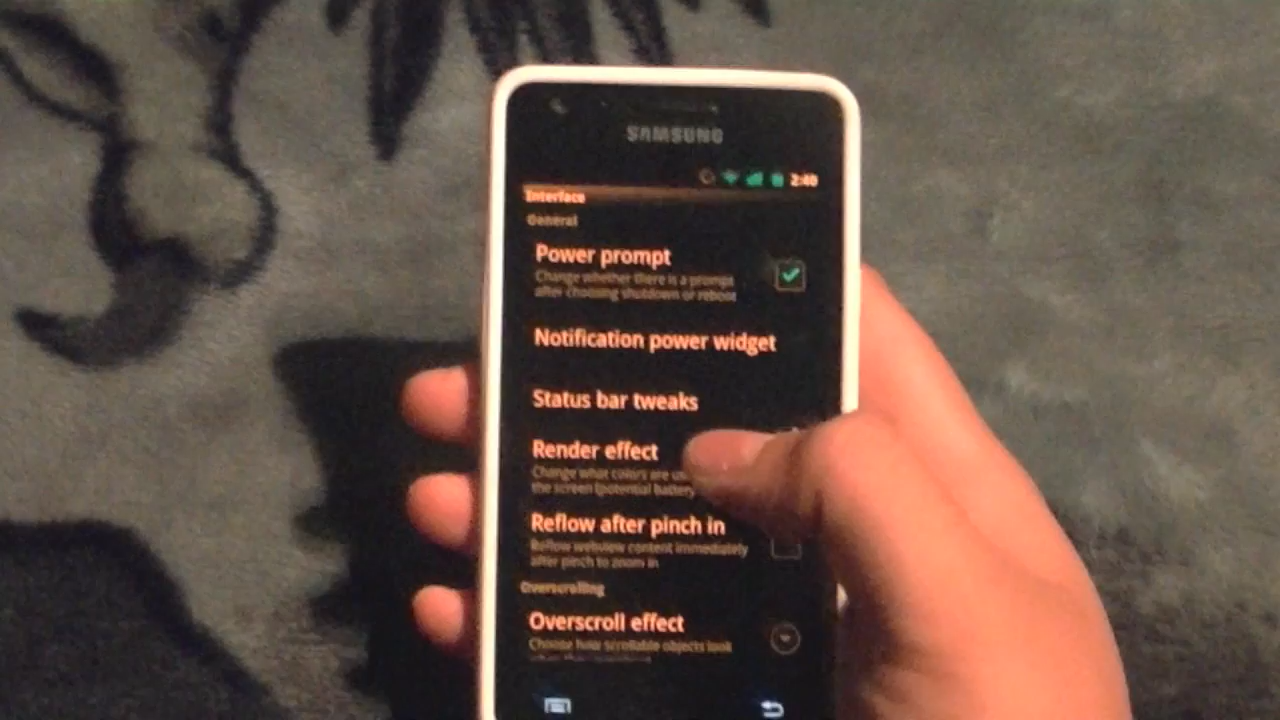 SAMSUNG
2:40
Interface
General
Power prompt
Change whether there is a prompt
after choosing shutdown or reboot
Notification power widget
Status bar tweaks
Render effect
Change what colors are
the screen (potential battery
Reflow after pinch in
Reflow webview content immediately
after pinch to zoom in
Overscrolling
Overscroll effect
Choose how scrollable objects look